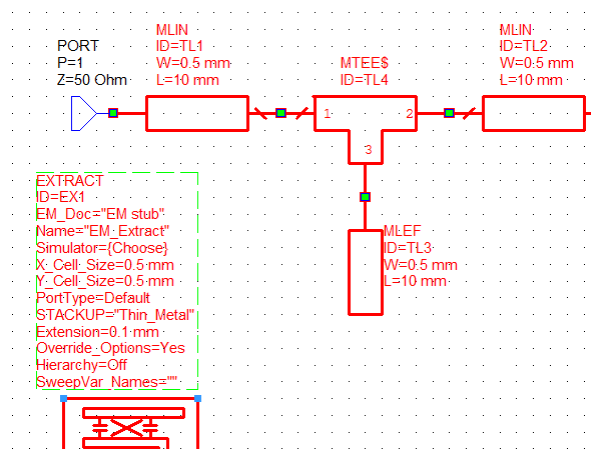 MLIN
ID=TL1
W=0.5 mm
L=10 mm
PORT
P=1
Z=50 Ohm
MTEE$
ID=TL4
MLIN
ID=TL2
W=0.5 mm
L=10 mm
1
2
3
MLEF
ID=TL3
W=0.5 mm
L=10 mm
EXTRACT
ID=EX1
EM_Doc="EM stub"
Name="EM_Extract"
Simulator={Choose}
X_Cell_Size=0.5 mm
Y_Cell_Size=0.5 mm
PortType=Default
STACKUP="Thin_Metal"
Extension=0.1 mm
Override_Options=Yes
Hierarchy=Off
SweepVar_Names=""